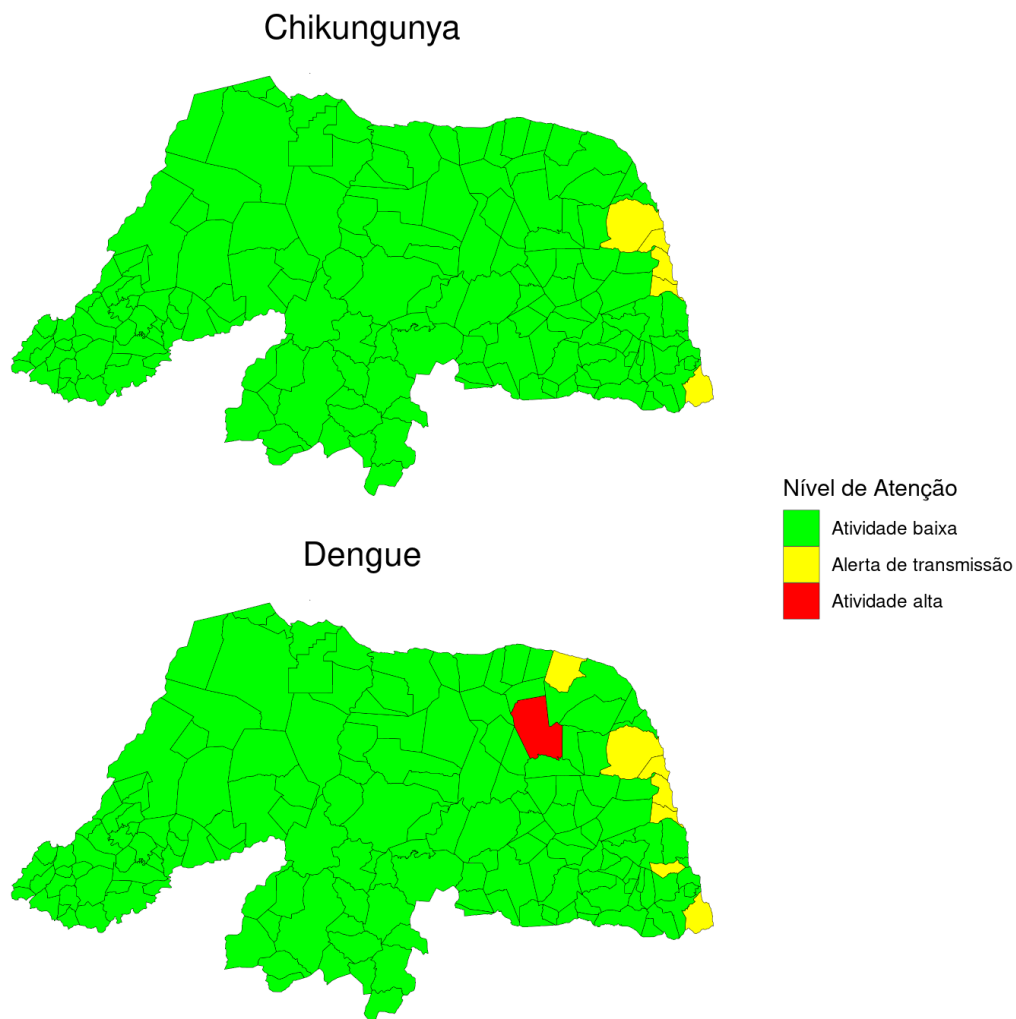 Chikungunya
Nível de Atenção
Atividade baixa
Alerta de transmissão
Atividade alta
Dengue